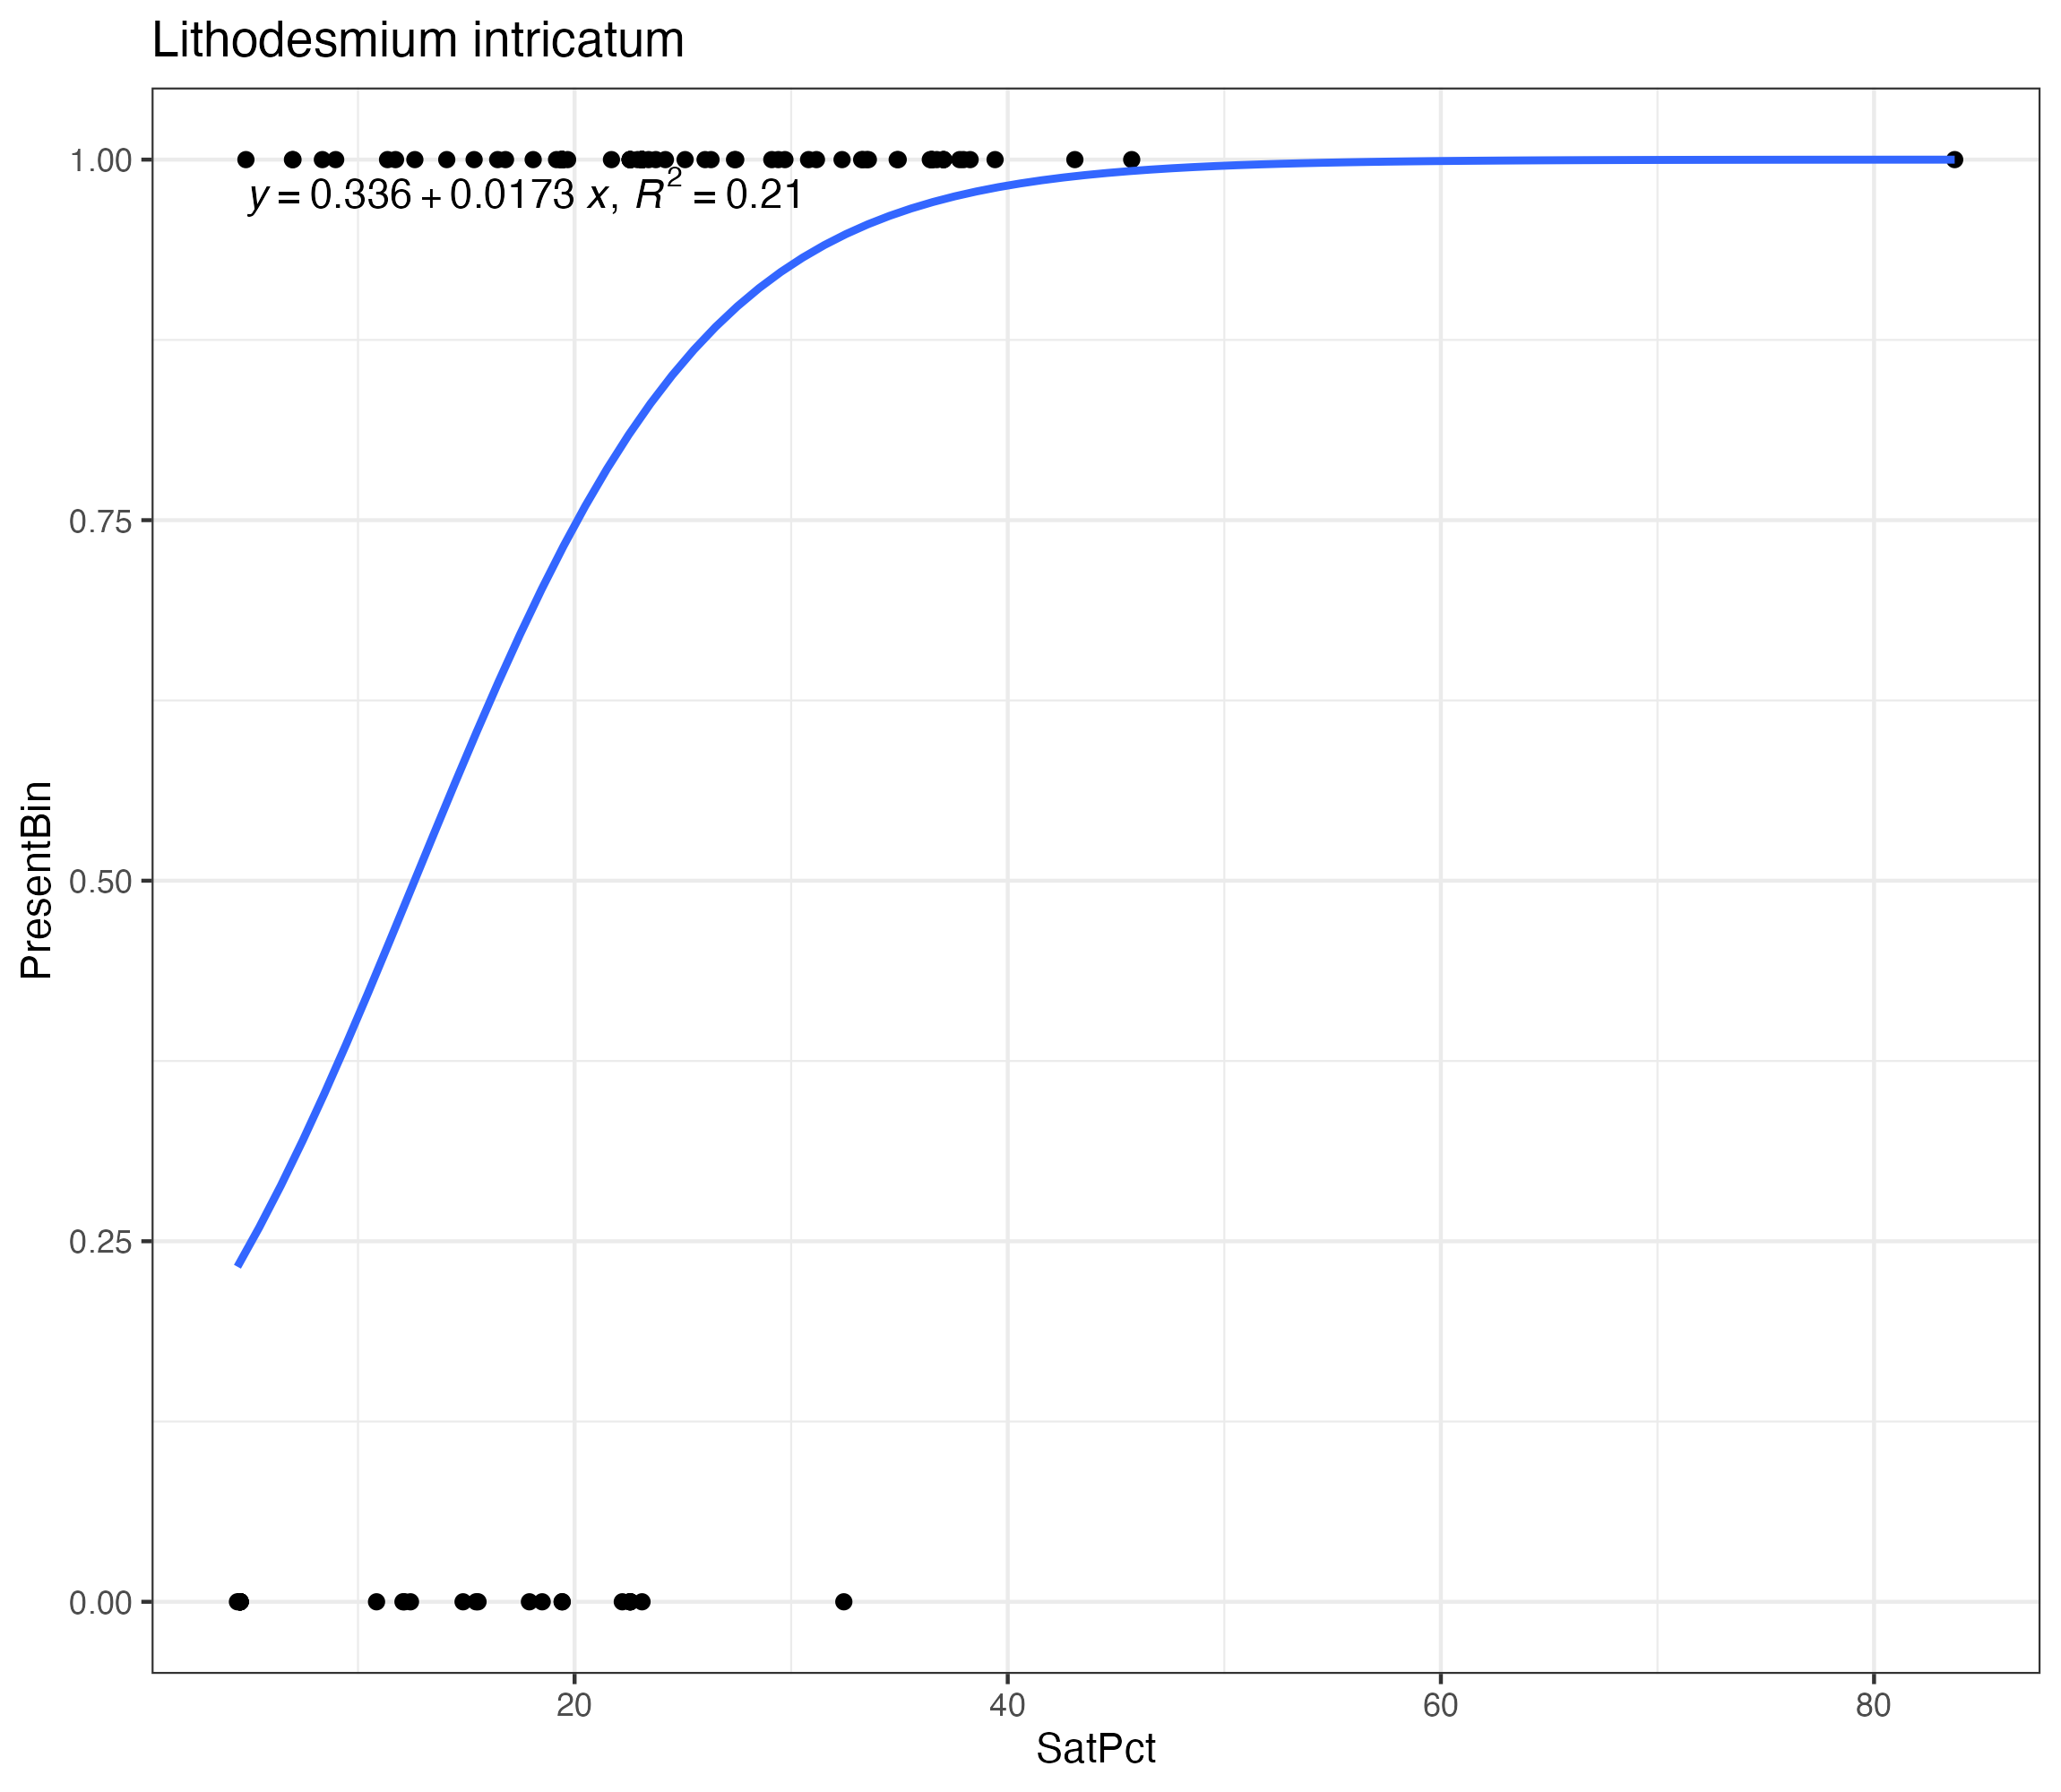 Lithodesmium intricatum
1.00
y = 0.336 + 0.0173 x, R² = 0.21
0.75
0.50
0.25
0.00
PresentBin
20 40 60 80
SatPct